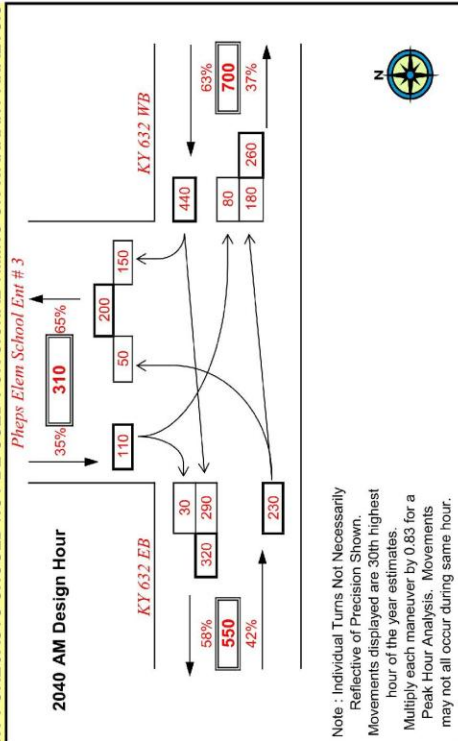 2040 AM Design Hour
Pheps Elem School Ent # 3
35%
310
65%
110
200
50
150
KY 632 EB
KY 632 WB
58%
550
42%
320
30
290
230
440
80
180
260
63%
700
37%
N
Note : Individual Turns Not Necessarily
Reflective of Precision Shown.
Movements displayed are 30th highest
hour of the year estimates.
Multiply each maneuver by 0.83 for a
Peak Hour Analysis. Movements
may not all occur during same hour.